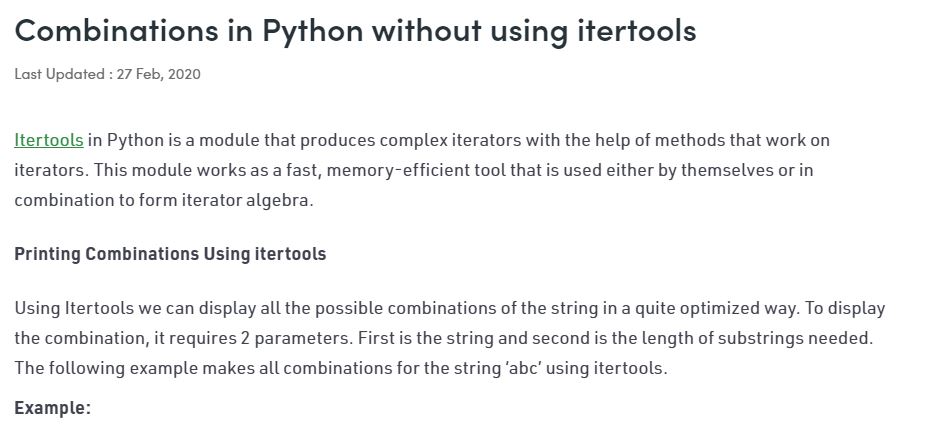 Combinations in Python without using itertools
Last Updated : 27 Feb, 2020
Itertools in Python is a module that produces complex iterators with the help of methods that work on
iterators. This module works as a fast, memory-efficient tool that is used either by themselves or in
combination to form iterator algebra.
Printing Combinations Using itertools
Using Itertools we can display all the possible combinations of the string in a quite optimized way. To display
the combination, it requires 2 parameters. First is the string and second is the length of substrings needed.
The following example makes all combinations for the string ‘abc’ using itertools.
Example: